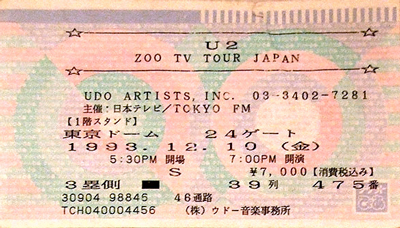 U2
ZOO TV TOUR JAPAN
UDO ARTISTS, INC. 03-3402-7281
主催:日本テレビ/TOKYO FM
【1階スタンド】
東京ドーム 24ゲート
1993.12.10 (金)
5:30PM 開場 7:00PM 開演
S ¥7,000【消費税込み】
3塁側 39列 475番
30904 98845 46通路
TCH040004456 (株)ウドー音楽事務所